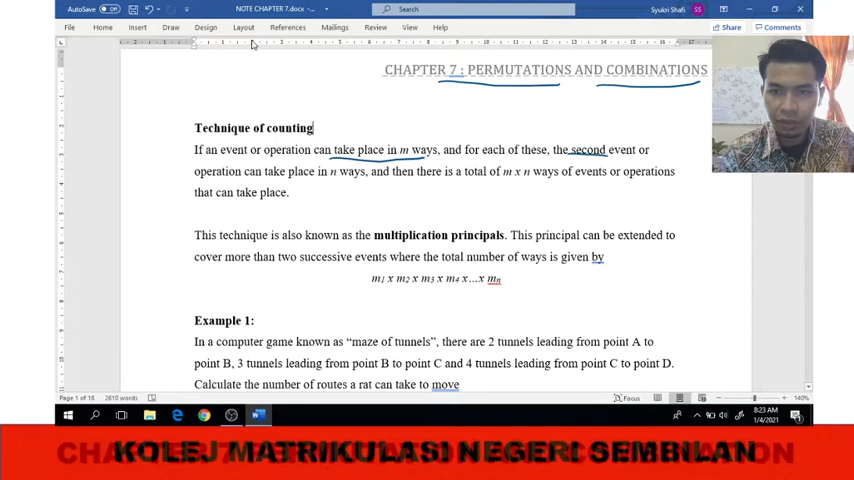 AutoSave Off
NOTE CHAPTER 7.docx -...
Search
Syukri Shafi
SS
File Home Insert Draw Design Layout References Mailings Review View Help
Share Comments
CHAPTER 7 : PERMUTATIONS AND COMBINATIONS
Technique of counting
If an event or operation can take place in m ways, and for each of these, the second event or
operation can take place in n ways, and then there is a total of m x n ways of events or operations
that can take place.
This technique is also known as the multiplication principals. This principal can be extended to
cover more than two successive events where the total number of ways is given by
m1 x m2 x m3 x m4 x...x mn
Example 1:
In a computer game known as “maze of tunnels”, there are 2 tunnels leading from point A to
point B, 3 tunnels leading from point B to point C and 4 tunnels leading from point C to point D.
Calculate the number of routes a rat can take to move
Page 1 of 18 2610 words
Focus
140%
8:23 AM
1/4/2021
KOLEJ MATRIKULASI NEGERI SEMBILAN